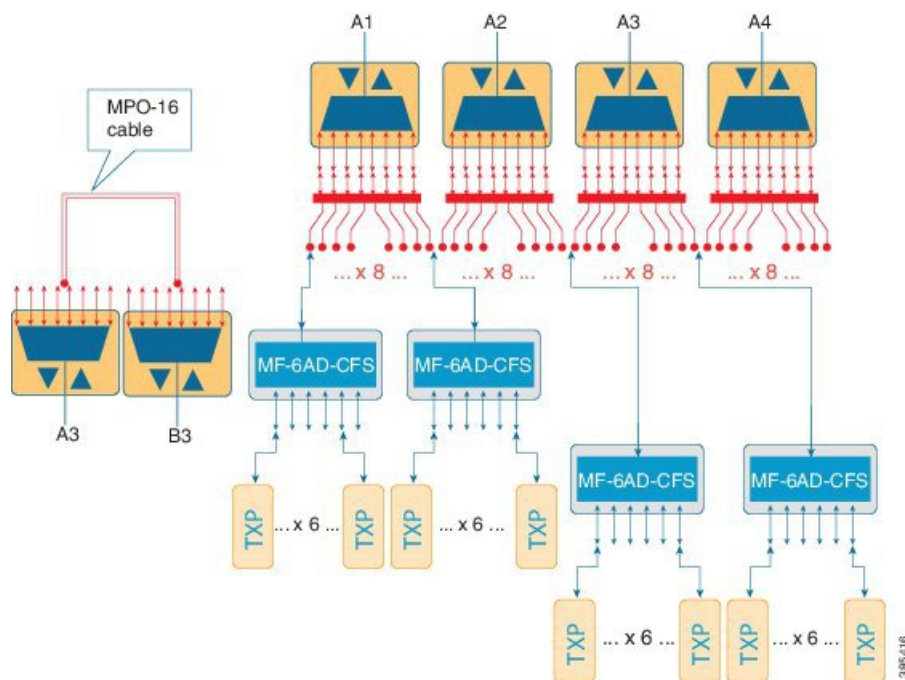 A1 A2 A3 A4
MPO-16
cable
... x 8 ... ... x 8 ... ... x 8 ... ... x 8 ...
MF-6AD-CFS MF-6AD-CFS
A3 B3
MF-6AD-CFS MF-6AD-CFS
TXP ... x 6 ... TXP TXP ... x 6 ... TXP
TXP ... x 6 ... TXP TXP ... x 6 ... TXP
395416